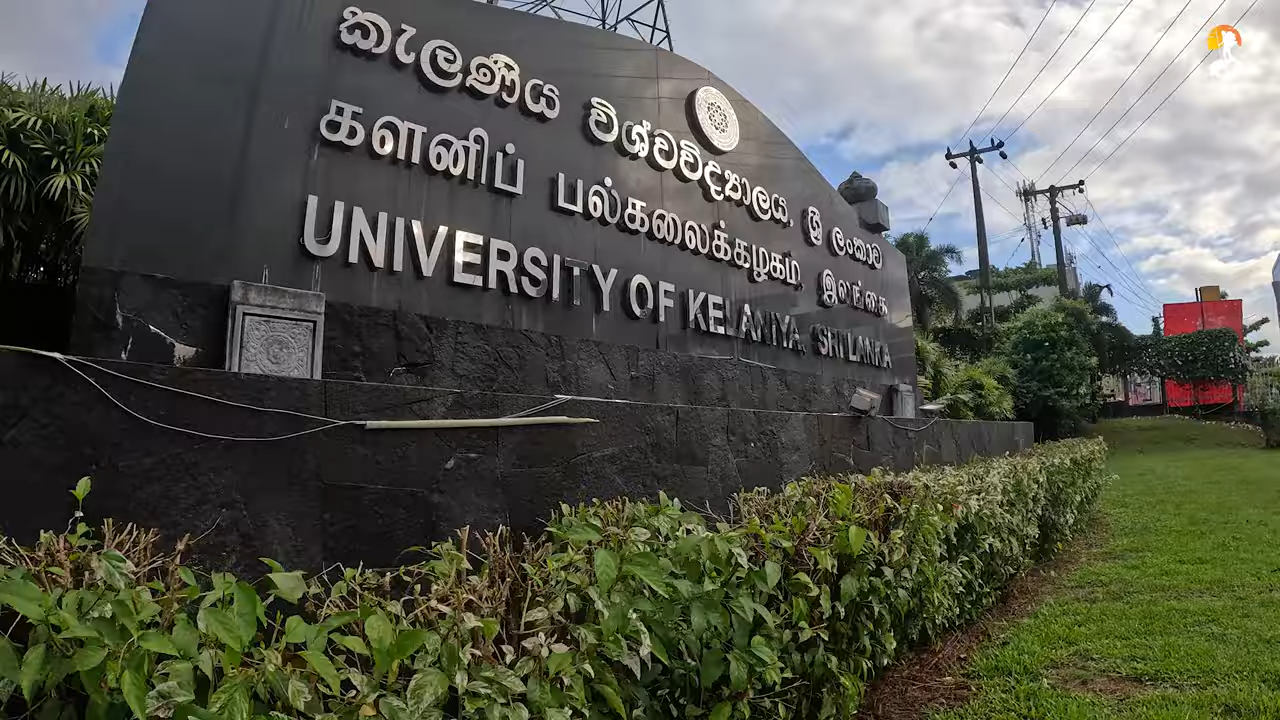 කැලණිය විශ්වවිද්‍යාලය, ශ්‍රී ලංකාව
களனிப் பல்கலைக்கழகம், இலங்கை
UNIVERSITY OF KELANIYA, SRI LANKA